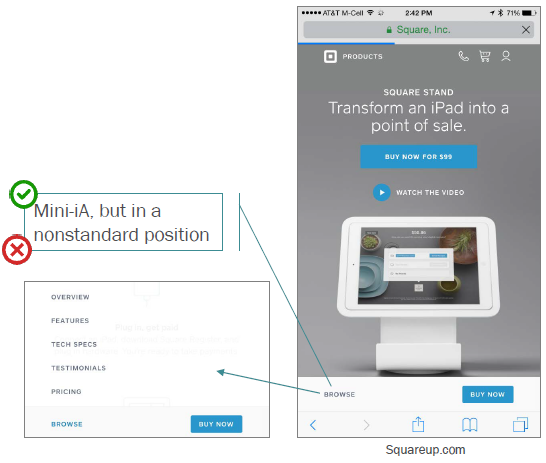 AT&T M-Cell
2:42 PM
71%
Square, Inc.
PRODUCTS
SQUARE STAND
Transform an iPad into a
point of sale.
BUY NOW FOR $99
WATCH THE VIDEO
BROWSE
BUY NOW
Squareup.com
Mini-iA, but in a
nonstandard position
OVERVIEW
FEATURES
TECH SPECS
TESTIMONIALS
PRICING
BROWSE
BUY NOW